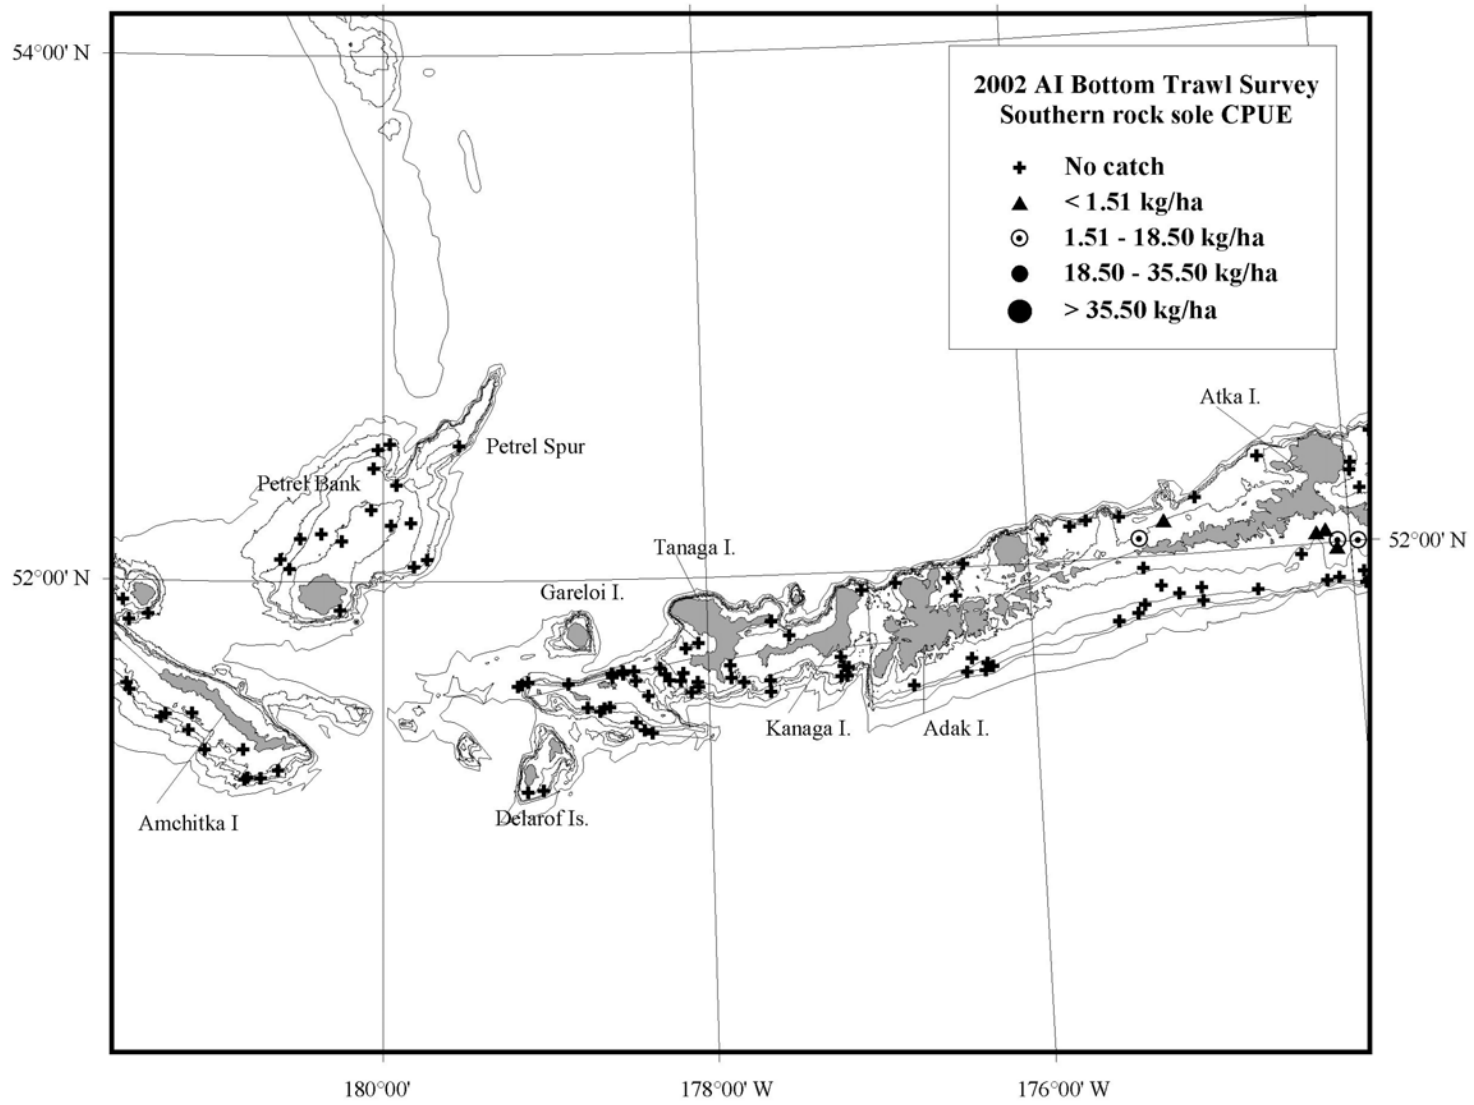 54°00' N
2002 AI Bottom Trawl Survey
Southern rock sole CPUE
No catch
< 1.51 kg/ha
1.51 - 18.50 kg/ha
18.50 - 35.50 kg/ha
> 35.50 kg/ha
Atka I.
Petrel Spur
Petrel Bank
52°00' N
Tanaga I.
52°00' N
Gareloi I.
Kanaga I.
Adak I.
Delarof Is.
Amchitka I
180°00'
178°00' W
176°00' W